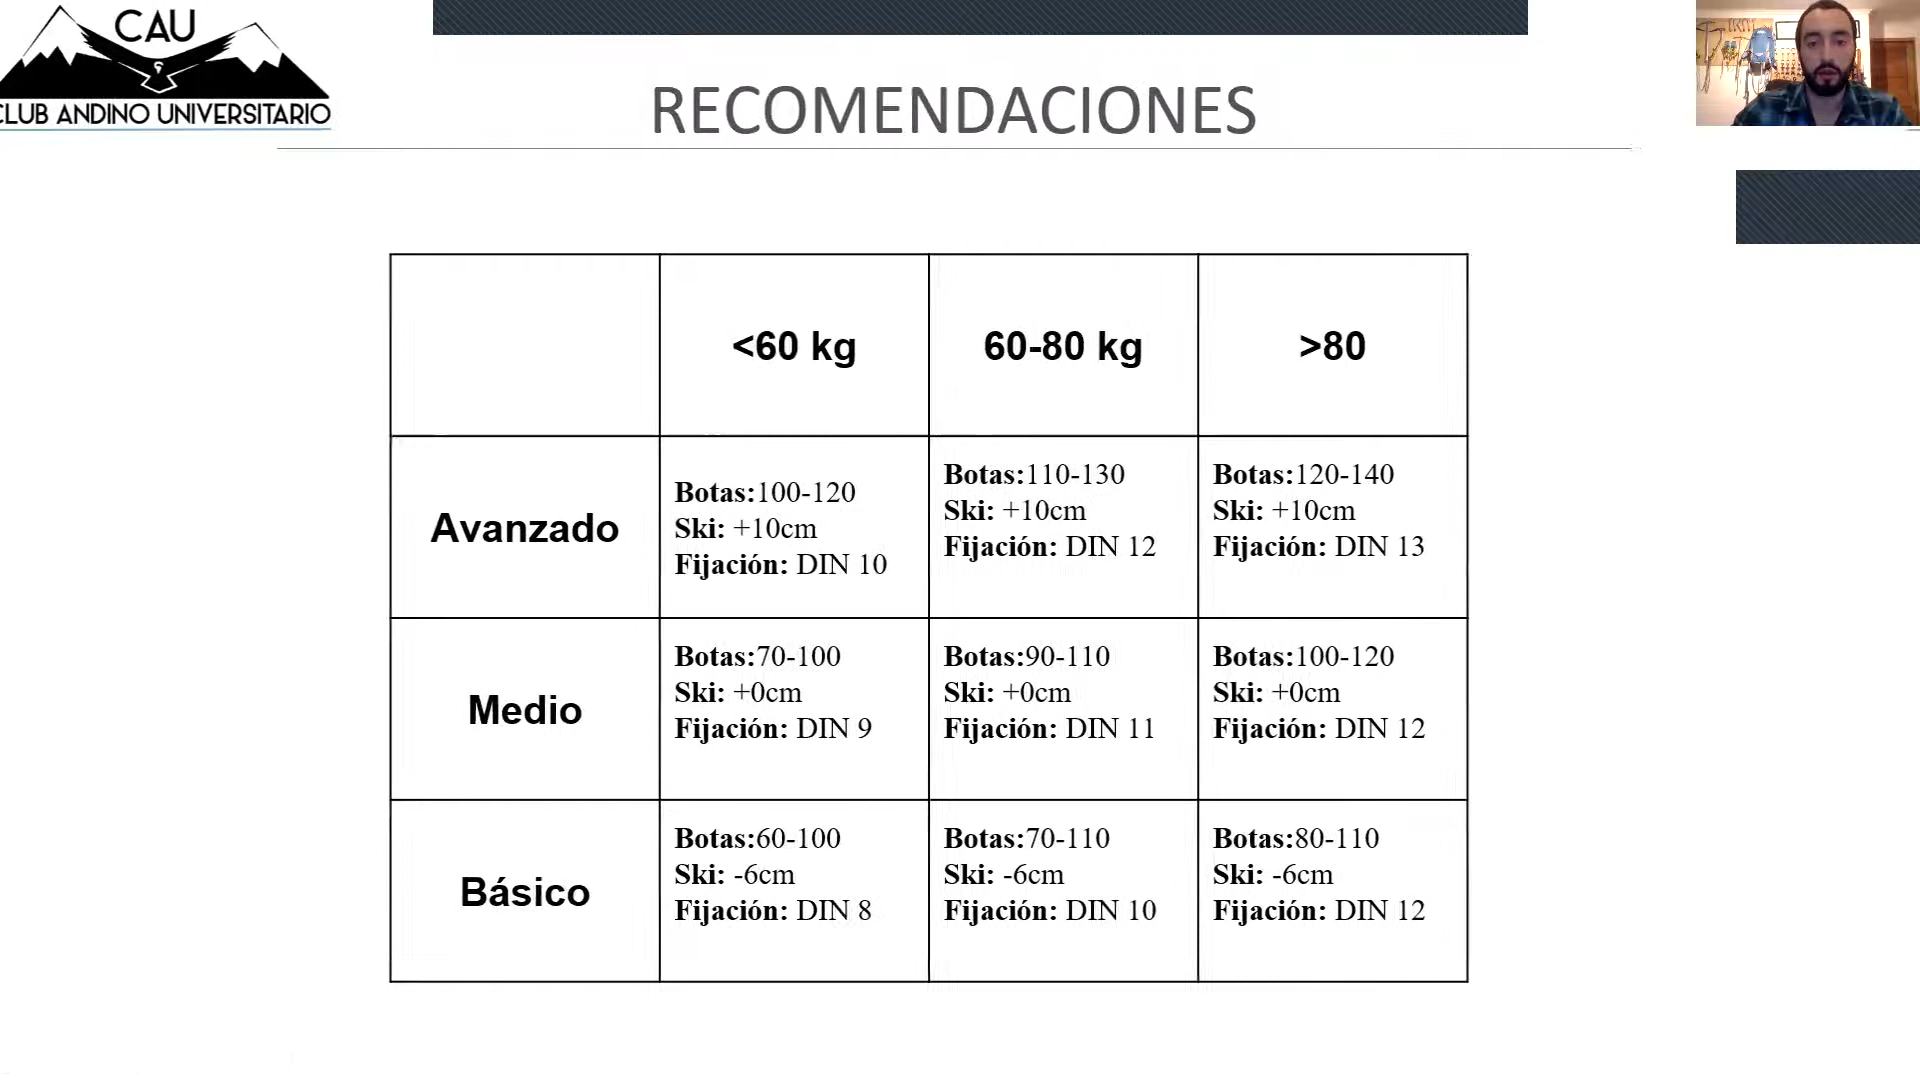 CAU
CLUB ANDINO UNIVERSITARIO
RECOMENDACIONES
<60 kg
60-80 kg
>80
Avanzado
Botas:100-120
Ski: +10cm
Fijación: DIN 10
Botas:110-130
Ski: +10cm
Fijación: DIN 12
Botas:120-140
Ski: +10cm
Fijación: DIN 13
Medio
Botas:70-100
Ski: +0cm
Fijación: DIN 9
Botas:90-110
Ski: +0cm
Fijación: DIN 11
Botas:100-120
Ski: +0cm
Fijación: DIN 12
Básico
Botas:60-100
Ski: -6cm
Fijación: DIN 8
Botas:70-110
Ski: -6cm
Fijación: DIN 10
Botas:80-110
Ski: -6cm
Fijación: DIN 12